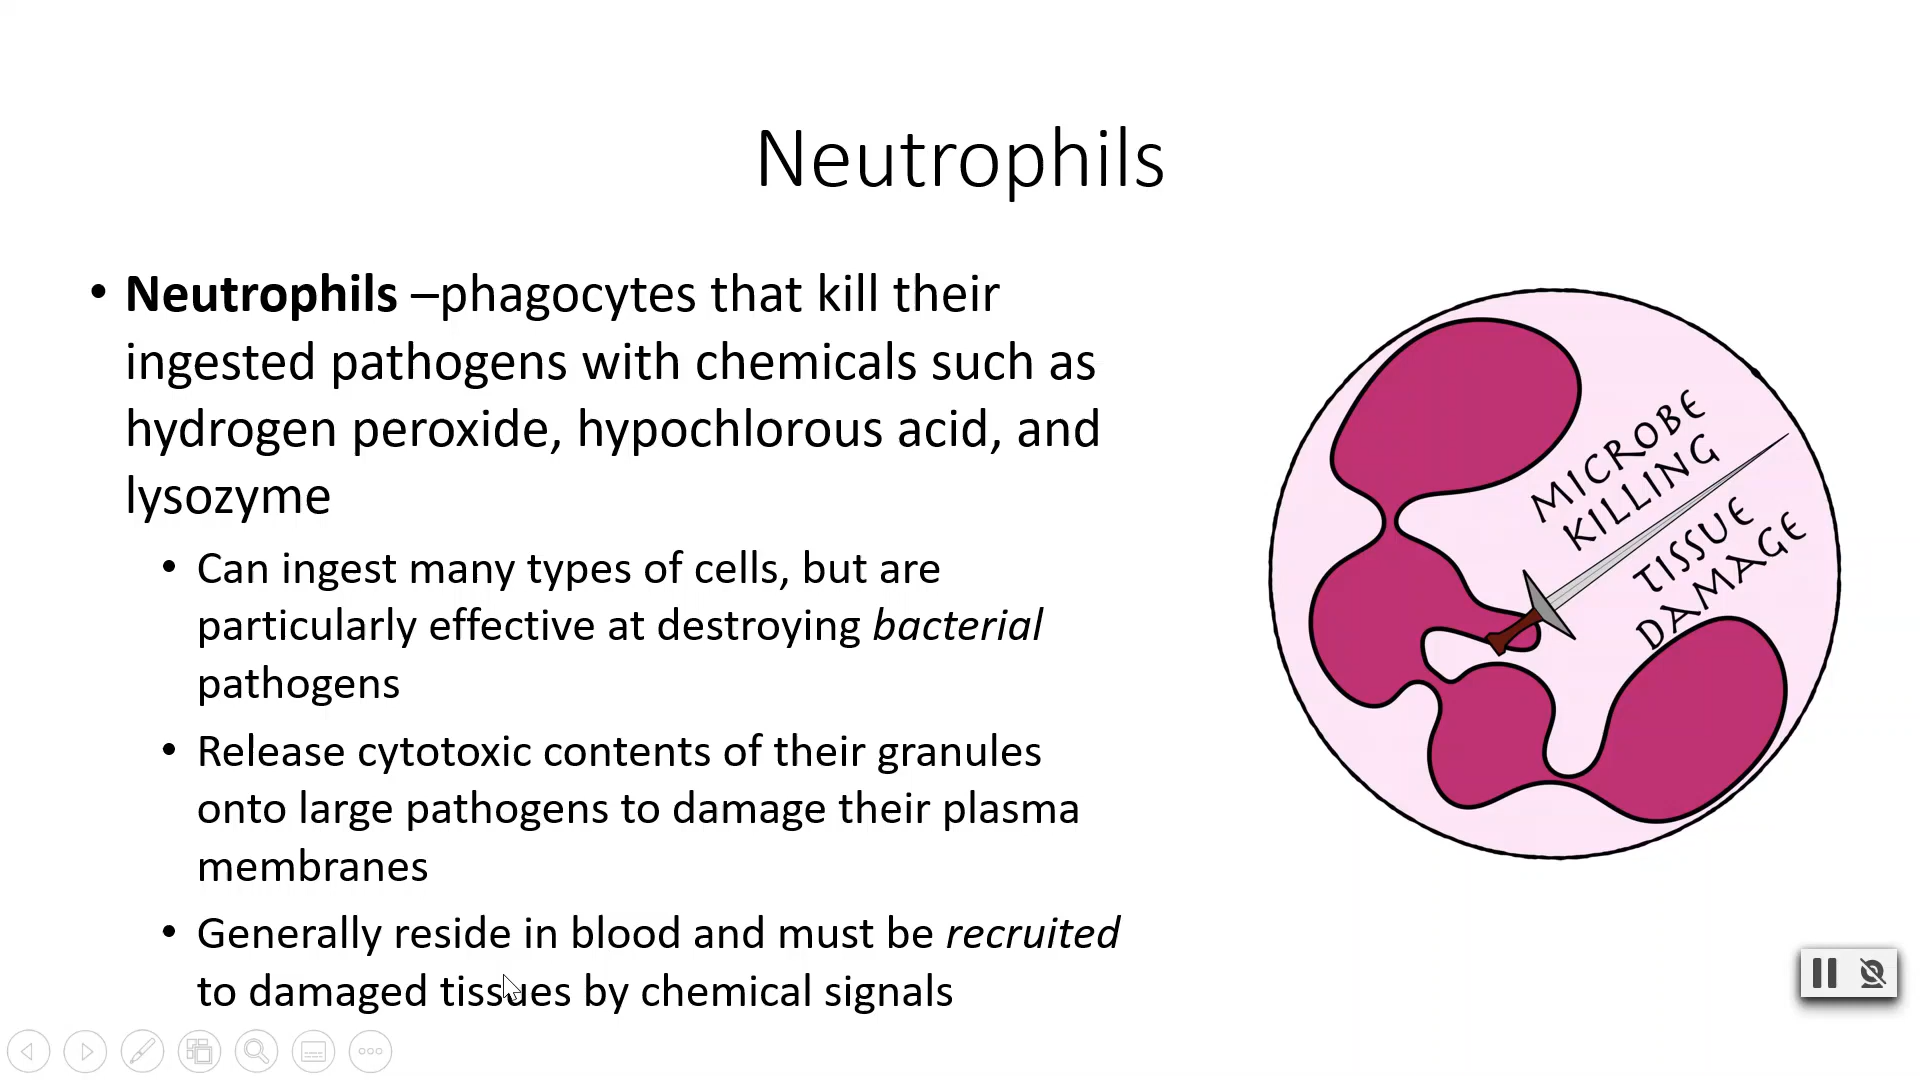 Neutrophils
• Neutrophils –phagocytes that kill their
ingested pathogens with chemicals such as
hydrogen peroxide, hypochlorous acid, and
lysozyme
• Can ingest many types of cells, but are
particularly effective at destroying bacterial
pathogens
• Release cytotoxic contents of their granules
onto large pathogens to damage their plasma
membranes
• Generally reside in blood and must be recruited
to damaged tissues by chemical signals
MICROBE
KILLING
TISSUE
DAMAGE